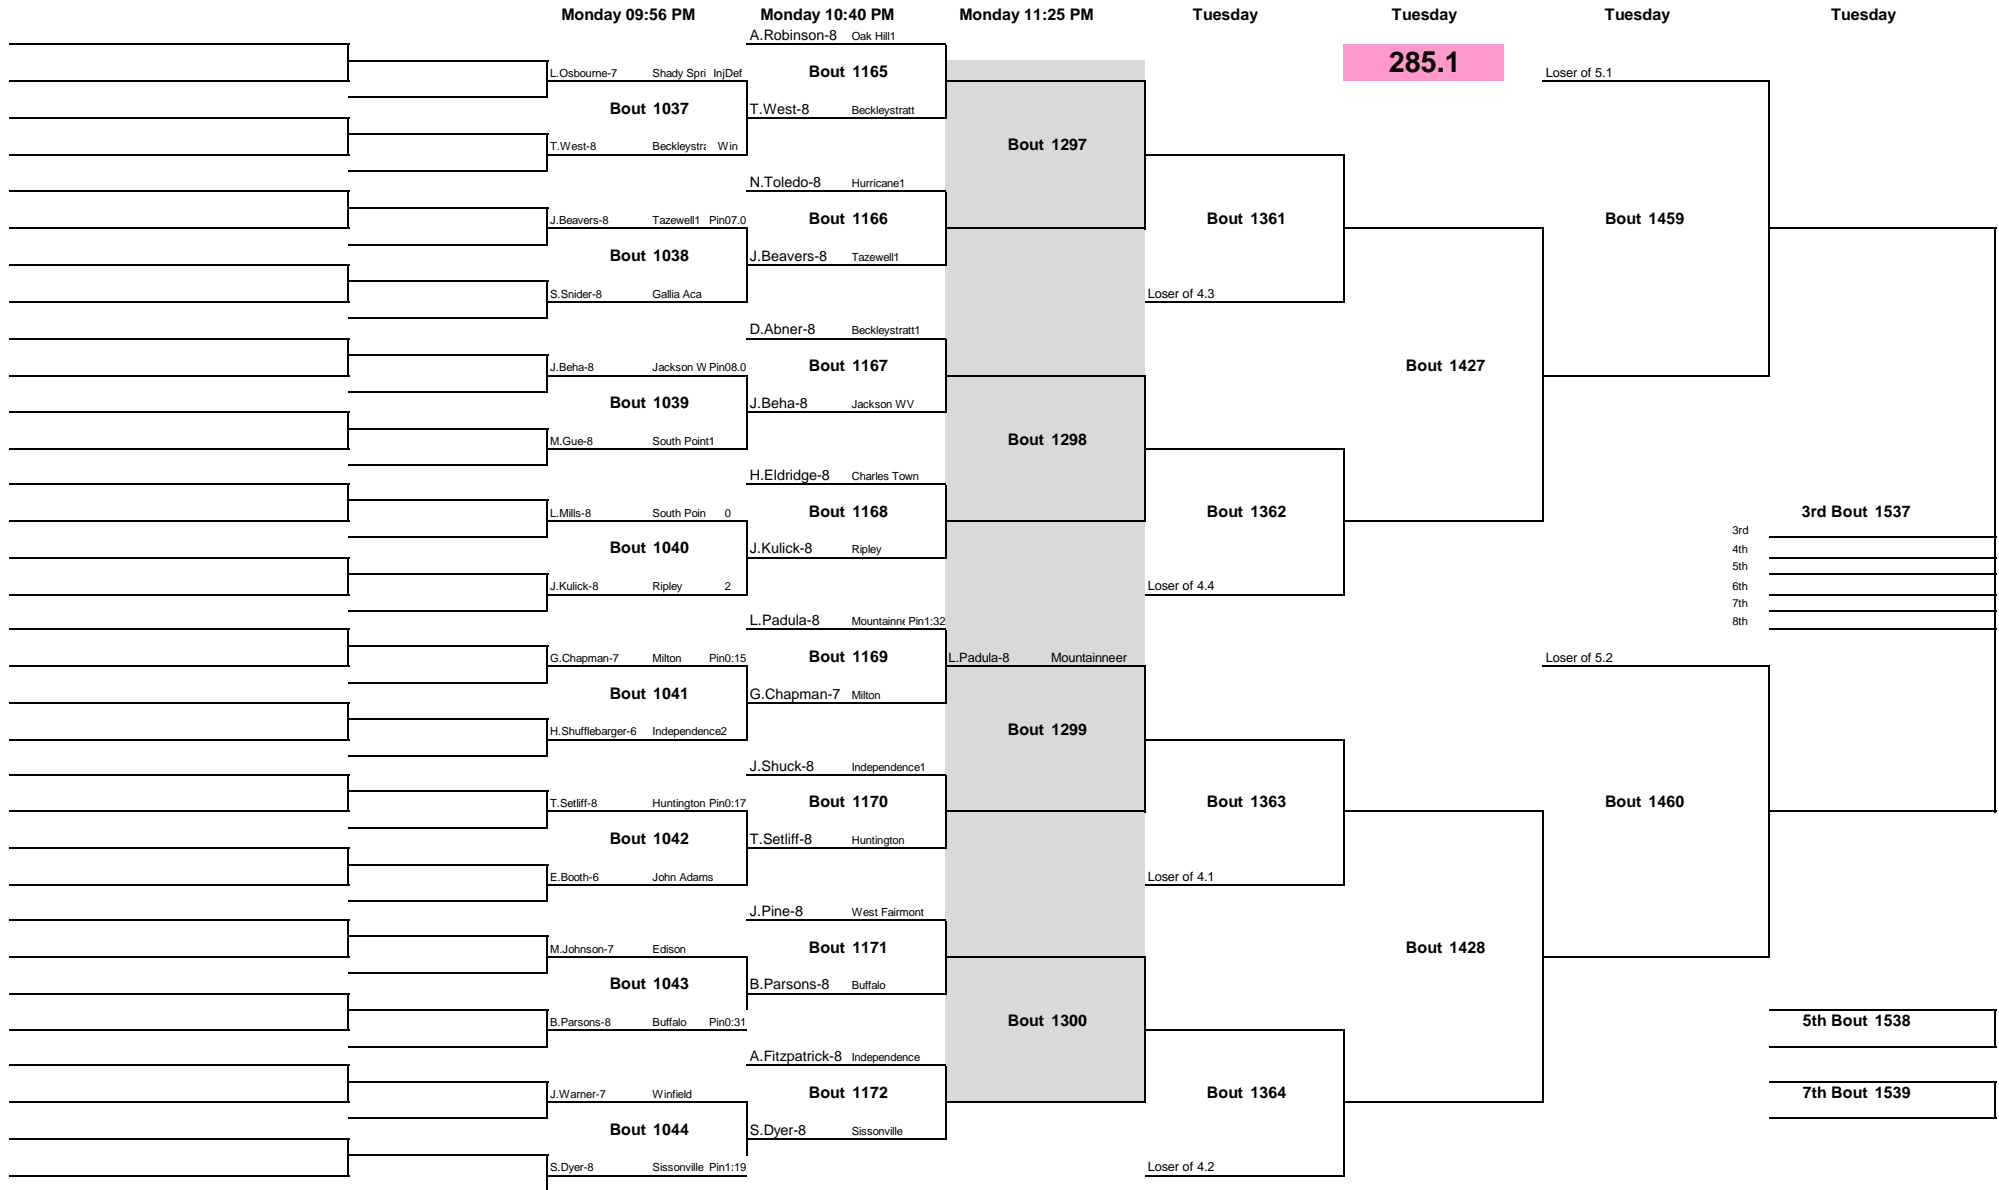 Monday 09:56 PM Monday 10:40 PM Monday 11:25 PM Tuesday Tuesday Tuesday Tuesday
A.Robinson-8 Oak Hill1
285.1
L.Osbourne-7 Shady Spri InjDef Bout 1165 Loser of 5.1
Bout 1037 T.West-8 Beckleystratt
T.West-8 Beckleystra Win Bout 1297
N.Toledo-8 Hurricane1
J.Beavers-8 Tazewell1 Pin07.0 Bout 1166 Bout 1361 Bout 1459
Bout 1038 J.Beavers-8 Tazewell1
S.Snider-8 Gallia Aca Loser of 4.3
D.Abner-8 Beckleystratt1
J.Beha-8 Jackson W Pin08.0 Bout 1167 Bout 1427
Bout 1039 J.Beha-8 Jackson WV
M.Gue-8 South Point1 Bout 1298
H.Eldridge-8 Charles Town
L.Mills-8 South Poin 0 Bout 1168 Bout 1362 3rd Bout 1537
3rd
Bout 1040 J.Kulick-8 Ripley 4th
5th
J.Kulick-8 Ripley 2 Loser of 4.4 6th
7th
L.Padula-8 Mountainne Pin1:32 8th
G.Chapman-7 Milton Pin0:15 Bout 1169 L.Padula-8 Mountainneer Loser of 5.2
Bout 1041 G.Chapman-7 Milton
H.Shufflebarger-6 Independence2 Bout 1299
J.Shuck-8 Independence1
T.Setliff-8 Huntington Pin0:17 Bout 1170 Bout 1363 Bout 1460
Bout 1042 T.Setliff-8 Huntington
E.Booth-6 John Adams Loser of 4.1
J.Pine-8 West Fairmont
M.Johnson-7 Edison Bout 1171 Bout 1428
Bout 1043 B.Parsons-8 Buffalo
B.Parsons-8 Buffalo Pin0:31 Bout 1300 5th Bout 1538
A.Fitzpatrick-8 Independence
J.Warner-7 Winfield Bout 1172 Bout 1364 7th Bout 1539
Bout 1044 S.Dyer-8 Sissonville
S.Dyer-8 Sissonville Pin1:19 Loser of 4.2